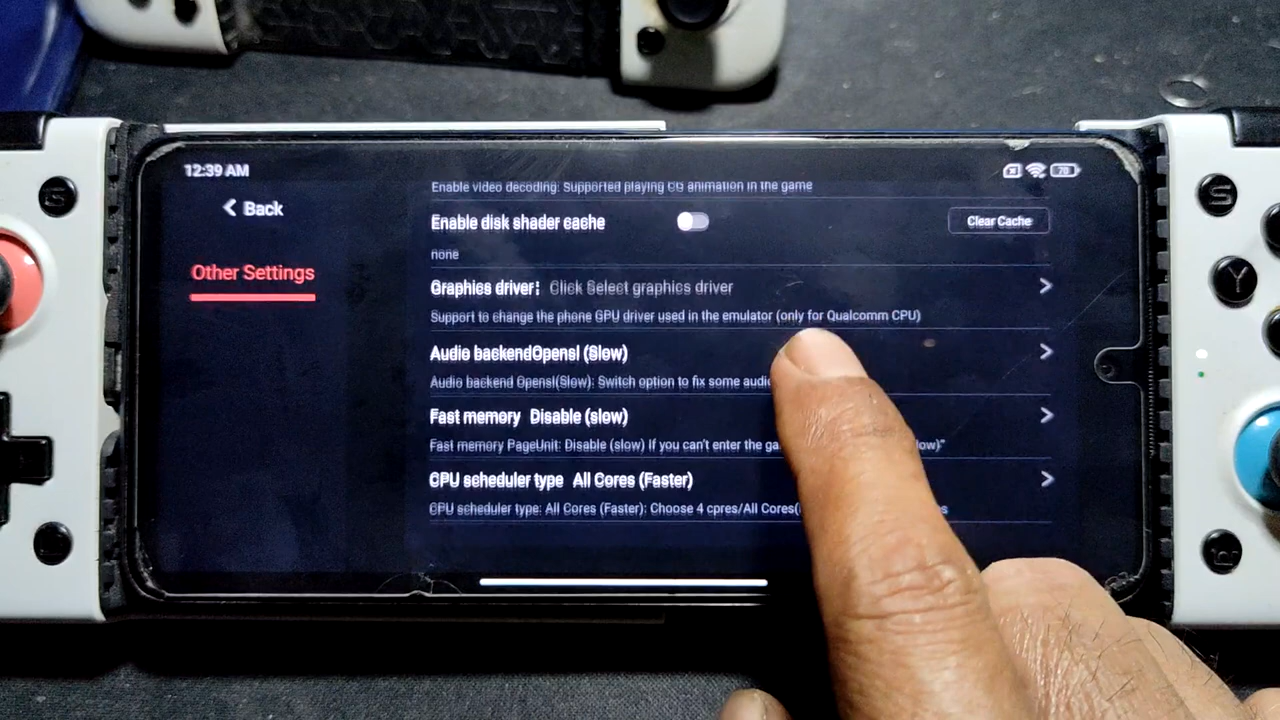 12:39 AM
70
Back
Other Settings
Enable video decoding: Supported playing CG animation in the game
Enable disk shader cache
Clear Cache
none
Graphics driver: Click Select graphics driver
Support to change the phone GPU driver used in the emulator (only for Qualcomm CPU)
Audio backendOpensl (Slow)
Audio backend Opensl(Slow): Switch option to fix some audio
Fast memory Disable (slow)
Fast memory PageUnit: Disable (slow) If you can't enter the
CPU scheduler type All Cores (Faster)
CPU scheduler type: All Cores (Faster): Choose 4 cpres/All Cores(
S
S
Y